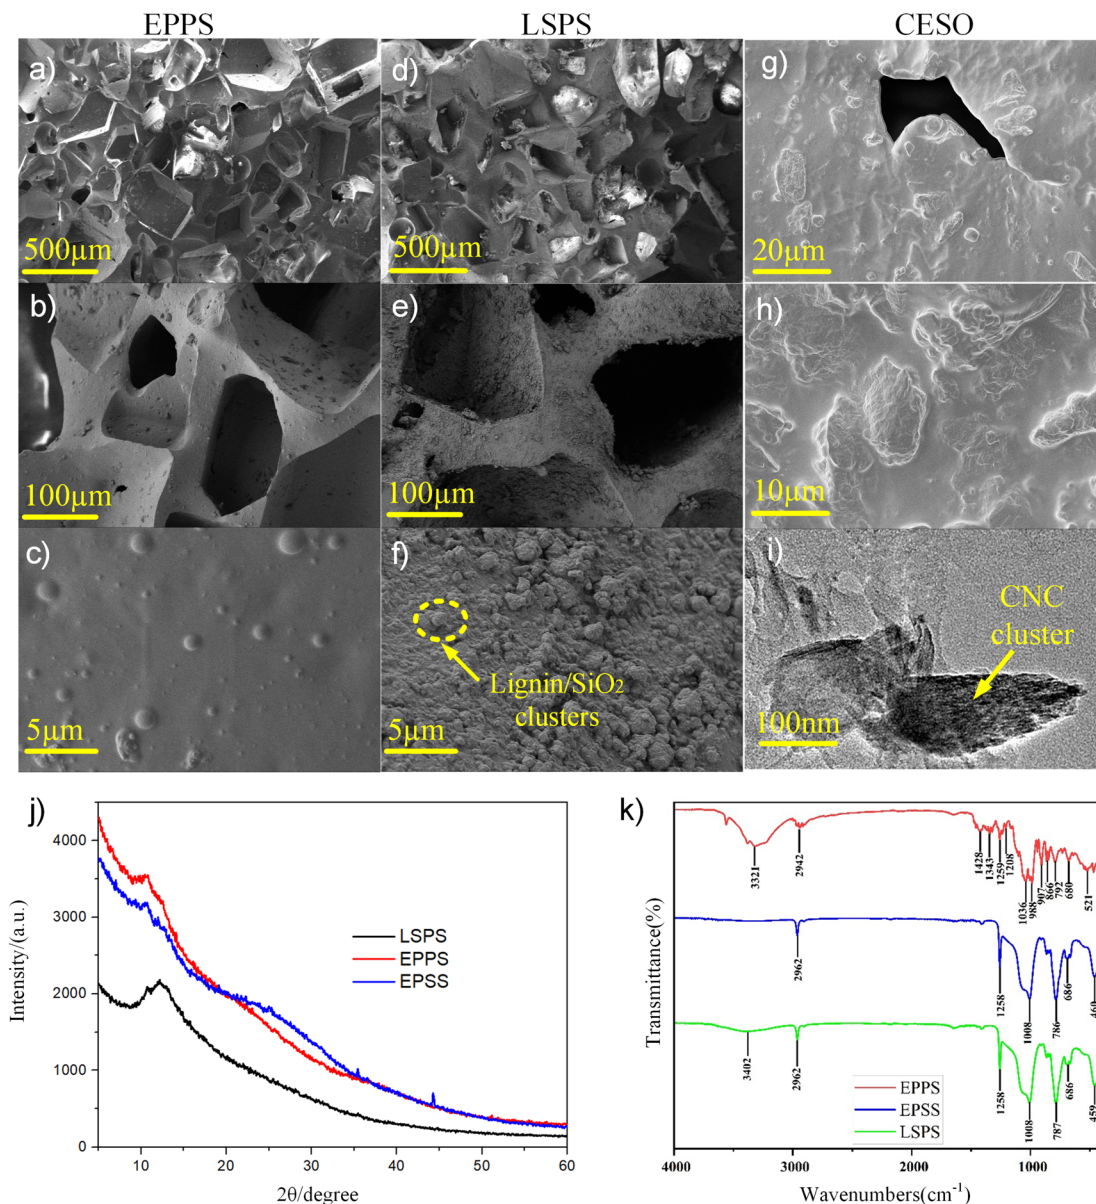 EPPS LSPS CESO
a) d) g)
500µm 500µm 20µm
b) e) h)
100µm 100µm 10µm
c) f) i)
CNC
cluster
Lignin/SiO₂
clusters
5µm 5µm 100nm
j)
Intensity/(a.u.)
4000
3000
2000
1000
0
LSPS
EPPS
EPSS
10 20 30 40 50 60
2θ/degree
k)
Transmittance(%)
3321 2942 1428 1343 1259 1208 1036 988 907 866 792 680 521
2962 1258 1008 786 686 460
3402 2962 1258 1008 787 686 459
EPPS
EPSS
LSPS
4000 3000 2000 1000
Wavenumbers(cm⁻¹)